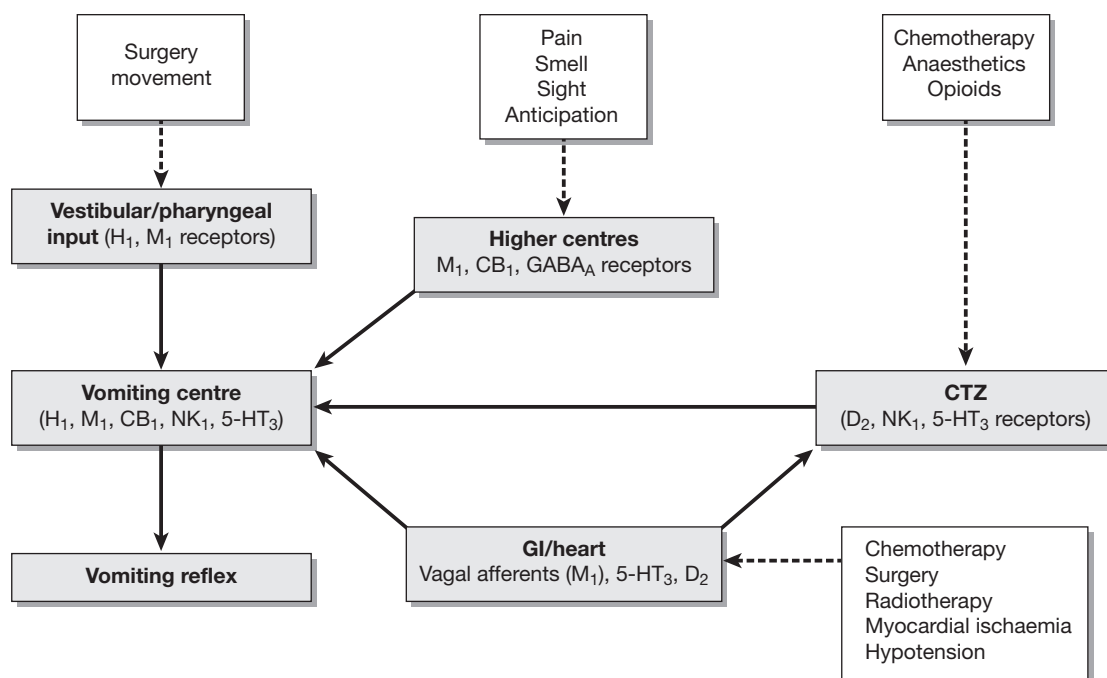 Surgery
movement
Pain
Smell
Sight
Anticipation
Chemotherapy
Anaesthetics
Opioids
Vestibular/pharyngeal
input (H₁, M₁ receptors)
Higher centres
M₁, CB₁, GABA_A receptors
Vomiting centre
(H₁, M₁, CB₁, NK₁, 5-HT₃)
CTZ
(D₂, NK₁, 5-HT₃ receptors)
Vomiting reflex
GI/heart
Vagal afferents (M₁), 5-HT₃, D₂
Chemotherapy
Surgery
Radiotherapy
Myocardial ischaemia
Hypotension